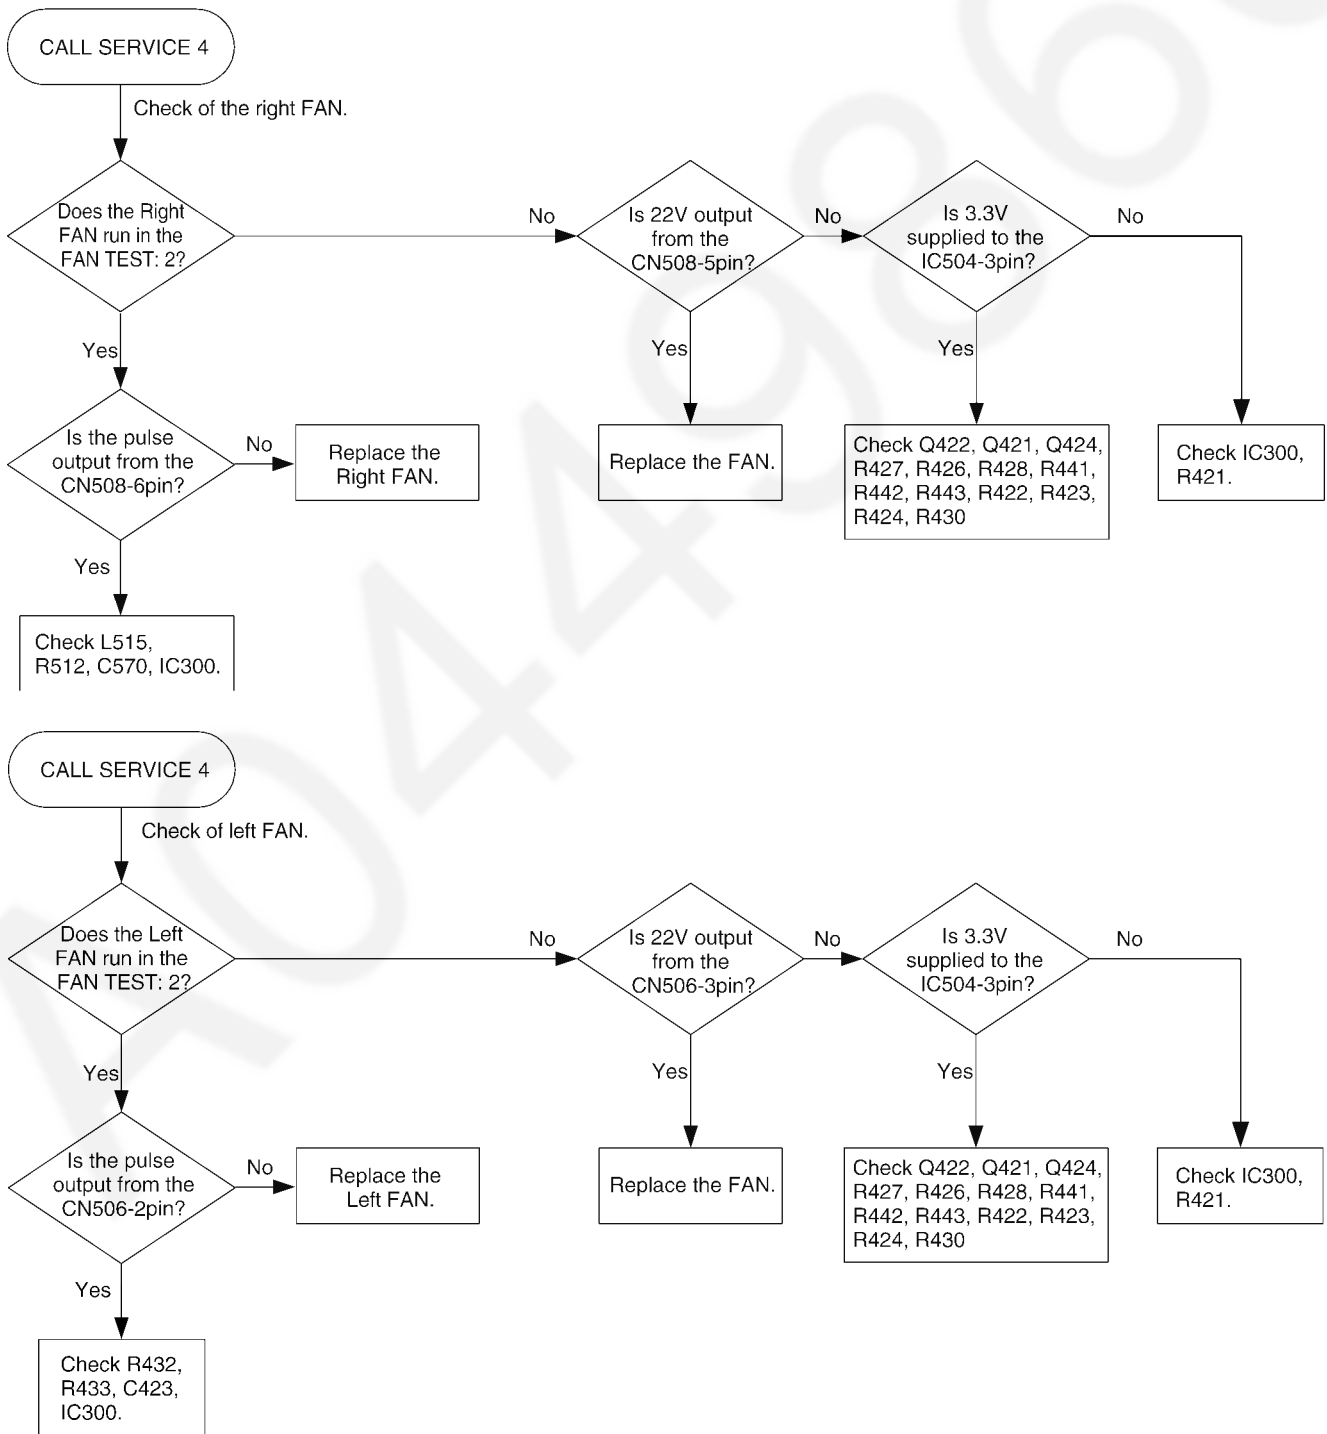 CALL SERVICE 4
Check of the right FAN.
Does the Right
FAN run in the
FAN TEST: 2?
No
Is 22V output
from the
CN508-5pin?
No
Is 3.3V
supplied to the
IC504-3pin?
No
Yes
Yes
Yes
Is the pulse
output from the
CN508-6pin?
No
Replace the
Right FAN.
Replace the FAN.
Check Q422, Q421, Q424,
R427, R426, R428, R441,
R442, R443, R422, R423,
R424, R430
Check IC300,
R421.
Yes
Check L515,
R512, C570, IC300.
CALL SERVICE 4
Check of left FAN.
Does the Left
FAN run in the
FAN TEST: 2?
No
Is 22V output
from the
CN506-3pin?
No
Is 3.3V
supplied to the
IC504-3pin?
No
Yes
Yes
Yes
Is the pulse
output from the
CN506-2pin?
No
Replace the
Left FAN.
Replace the FAN.
Check Q422, Q421, Q424,
R427, R426, R428, R441,
R442, R443, R422, R423,
R424, R430
Check IC300,
R421.
Yes
Check R432,
R433, C423,
IC300.